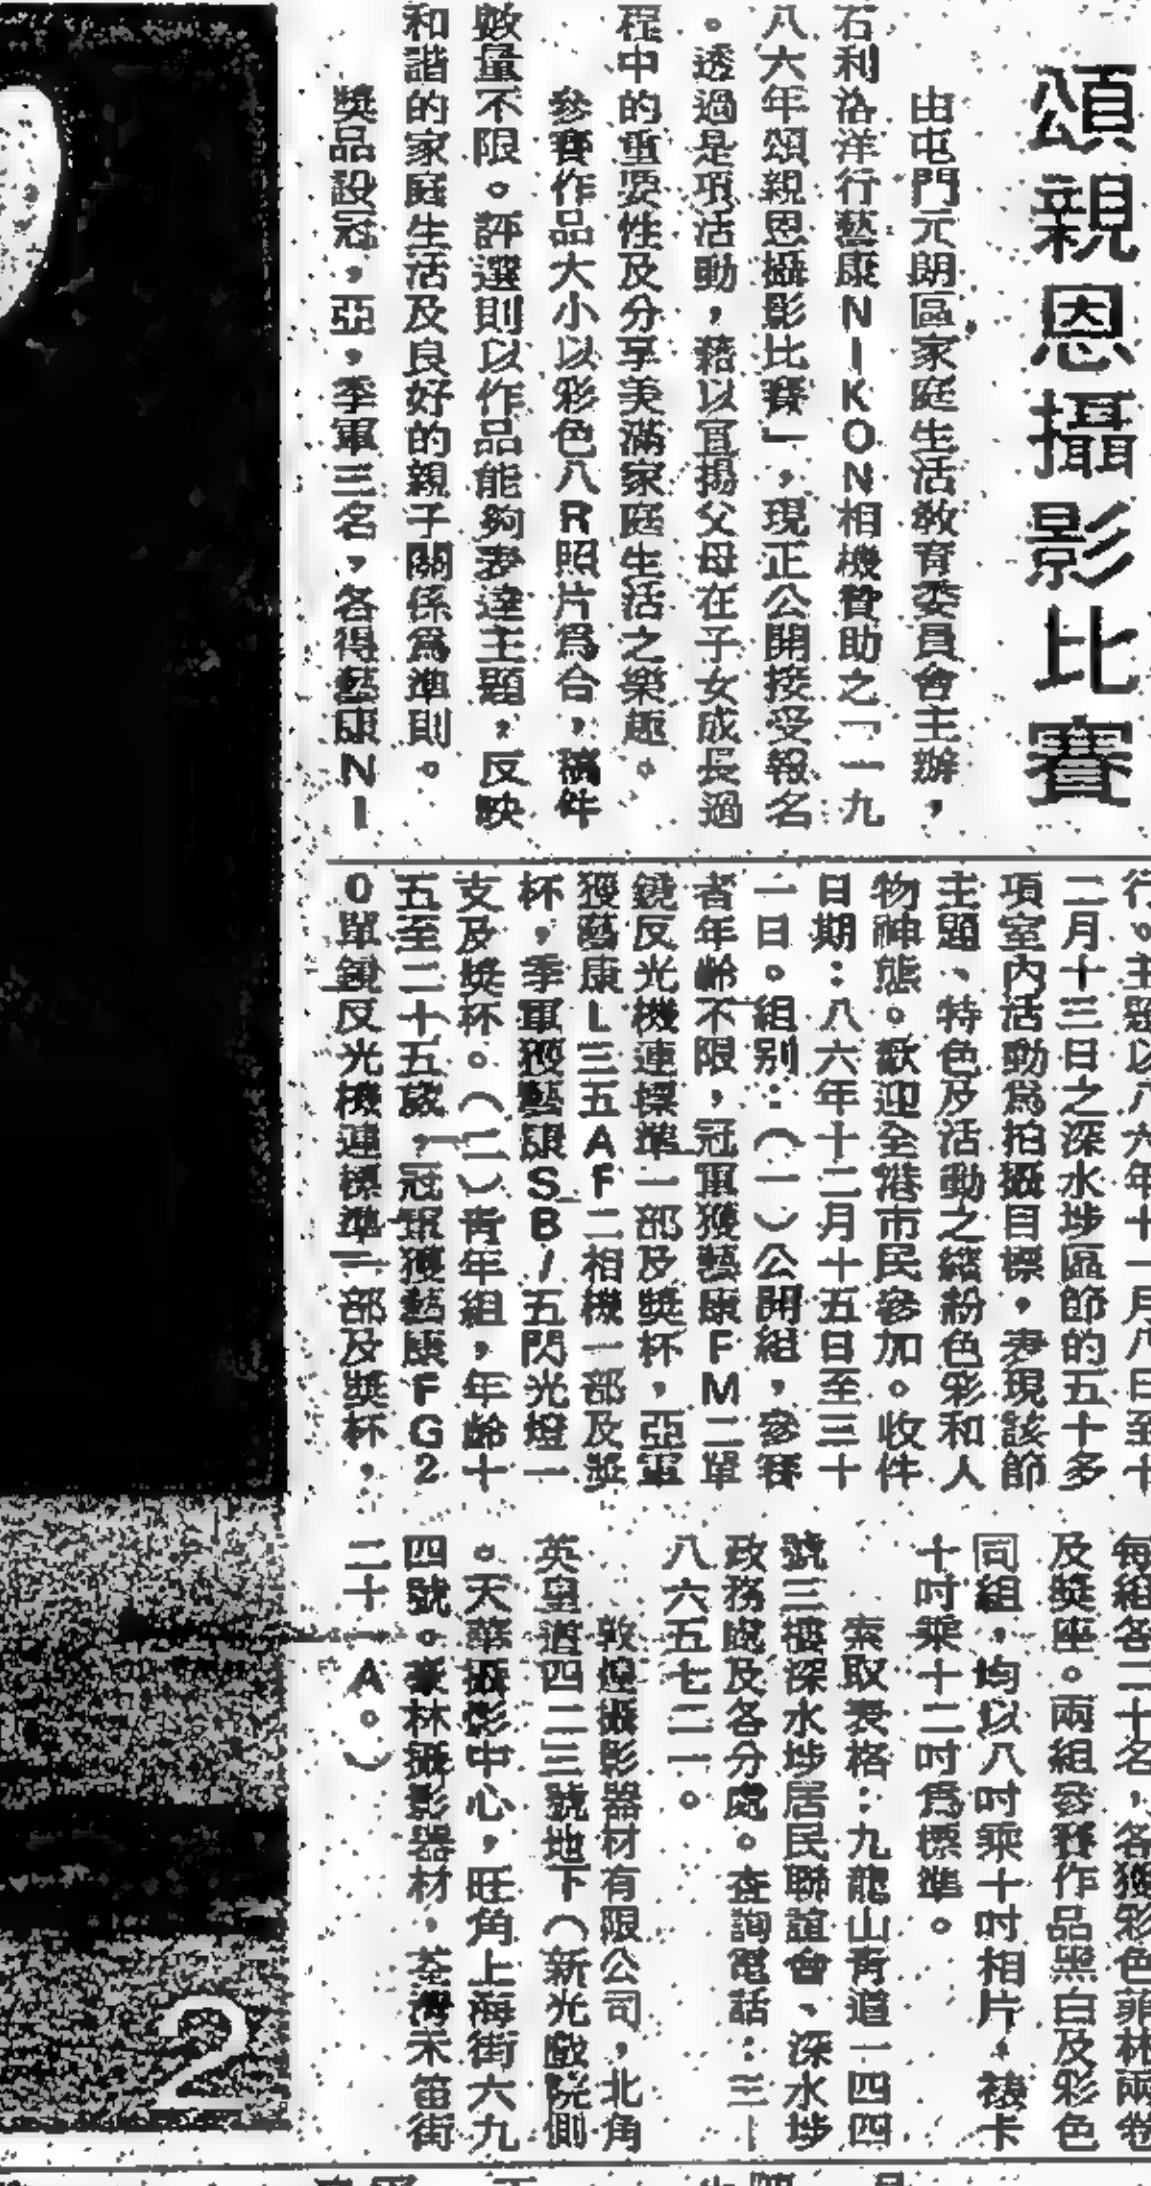 頌親恩攝影比賽
由屯門元朗區家庭生活教育委員會主辦，
石利洛洋行藝康NIKON相機贊助之「一九
八六年頌親恩攝影比賽」，現正公開接受報名
。透過是項活動，藉以宣揚父母在子女成長過
程中的重要性及分享美滿家庭生活之樂趣。
參賽作品大小以彩色八R照片爲合，稿件
數量不限。評選則以作品能夠表達主題，反映
和諧的家庭生活及良好的親子關係爲準則。
獎品設冠，亞，季軍三名，各得藝康NI
行。主題以八六年十一月八日至十
二月十三日之深水埗區節的五十多
項室內活動爲拍攝目標，表現該節
主題、特色及活動之繽紛色彩和人
物神態。歡迎全港市民參加。收件
日期：八六年十二月十五日至三十
一日。組別：（一）公開組，參賽
者年齡不限，冠軍獲藝康FM二單
鏡反光機連標準一部及獎杯，亞軍
獲藝康L三五AF二相機一部及獎
杯，季軍獲藝康SB/五閃光燈一
支及獎杯。（二）青年組，年齡十
五至二十五歲，冠軍獲藝康FG2
0單鏡反光機連標準一部及獎杯，
每組各二十名，各獲彩色菲林兩卷
及獎座。兩組參賽作品黑白及彩色
同組，均以八吋乘十吋相片，裱卡
十吋乘十二吋爲標準。
索取表格：九龍山青道一四四
號三樓深水埗居民聯誼會、深水埗
政務處及各分處。查詢電話：三—
八六五七二一。
敦煌攝影器材有限公司，北角
英皇道四二三號地下（新光戲院側
。天華攝影中心，旺角上海街六九
四號。豪林攝影器材，荃灣禾笛街
二十一A。）
2